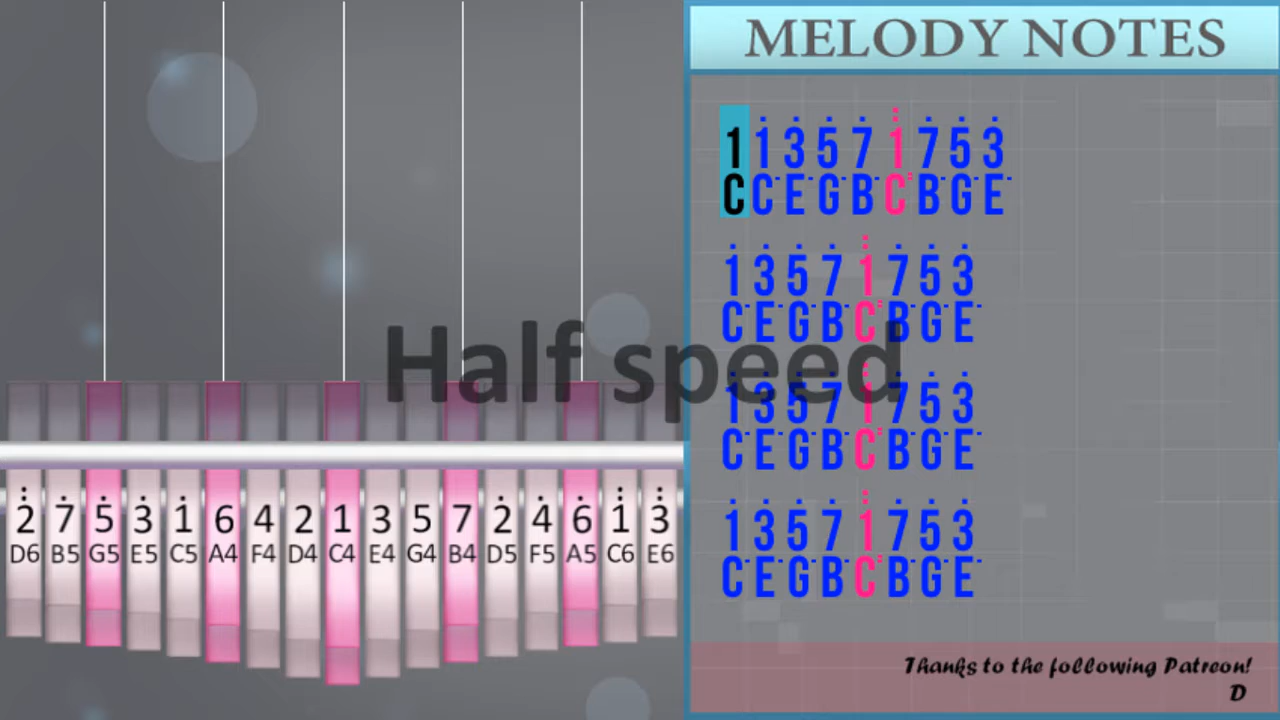 MELODY NOTES
1 1̇ 3̇ 5̇ 7̇ 1̈ 7̇ 5̇ 3̇
C C° E° G° B° C°° B° G° E°
1̇ 3̇ 5̇ 7̇ 1̈ 7̇ 5̇ 3̇
C° E° G° B° C°° B° G° E°
Half speed
1̇ 3̇ 5̇ 7̇ 1̈ 7̇ 5̇ 3̇
C° E° G° B° C°° B° G° E°
1̇ 3̇ 5̇ 7̇ 1̈ 7̇ 5̇ 3̇
C° E° G° B° C°° B° G° E°
2̈ 7̇ 5̇ 3̇ 1̇ 6 4 2 1 3 5 7 2̇ 4̇ 6̇ 1̈ 3̈
D6 B5 G5 E5 C5 A4 F4 D4 C4 E4 G4 B4 D5 F5 A5 C6 E6
Thanks to the following Patreon!
D